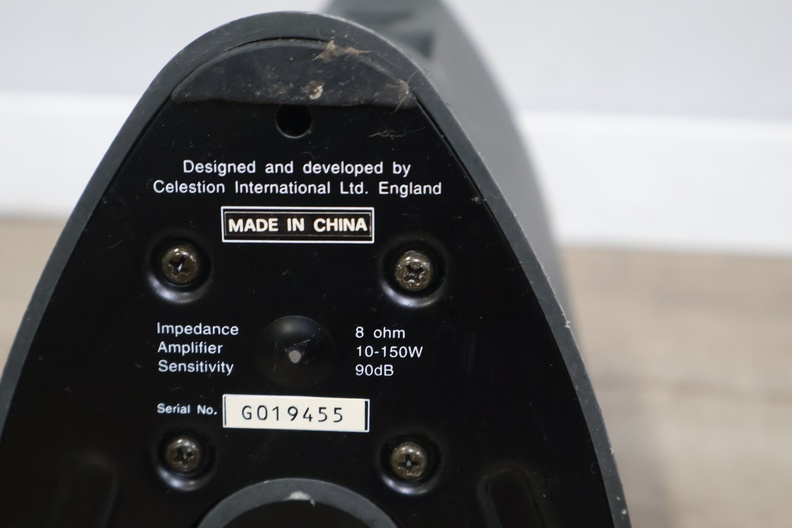 Designed and developed by
Celestion International Ltd. England
MADE IN CHINA
Impedance 8 ohm
Amplifier 10-150W
Sensitivity 90dB
Serial No. G019455